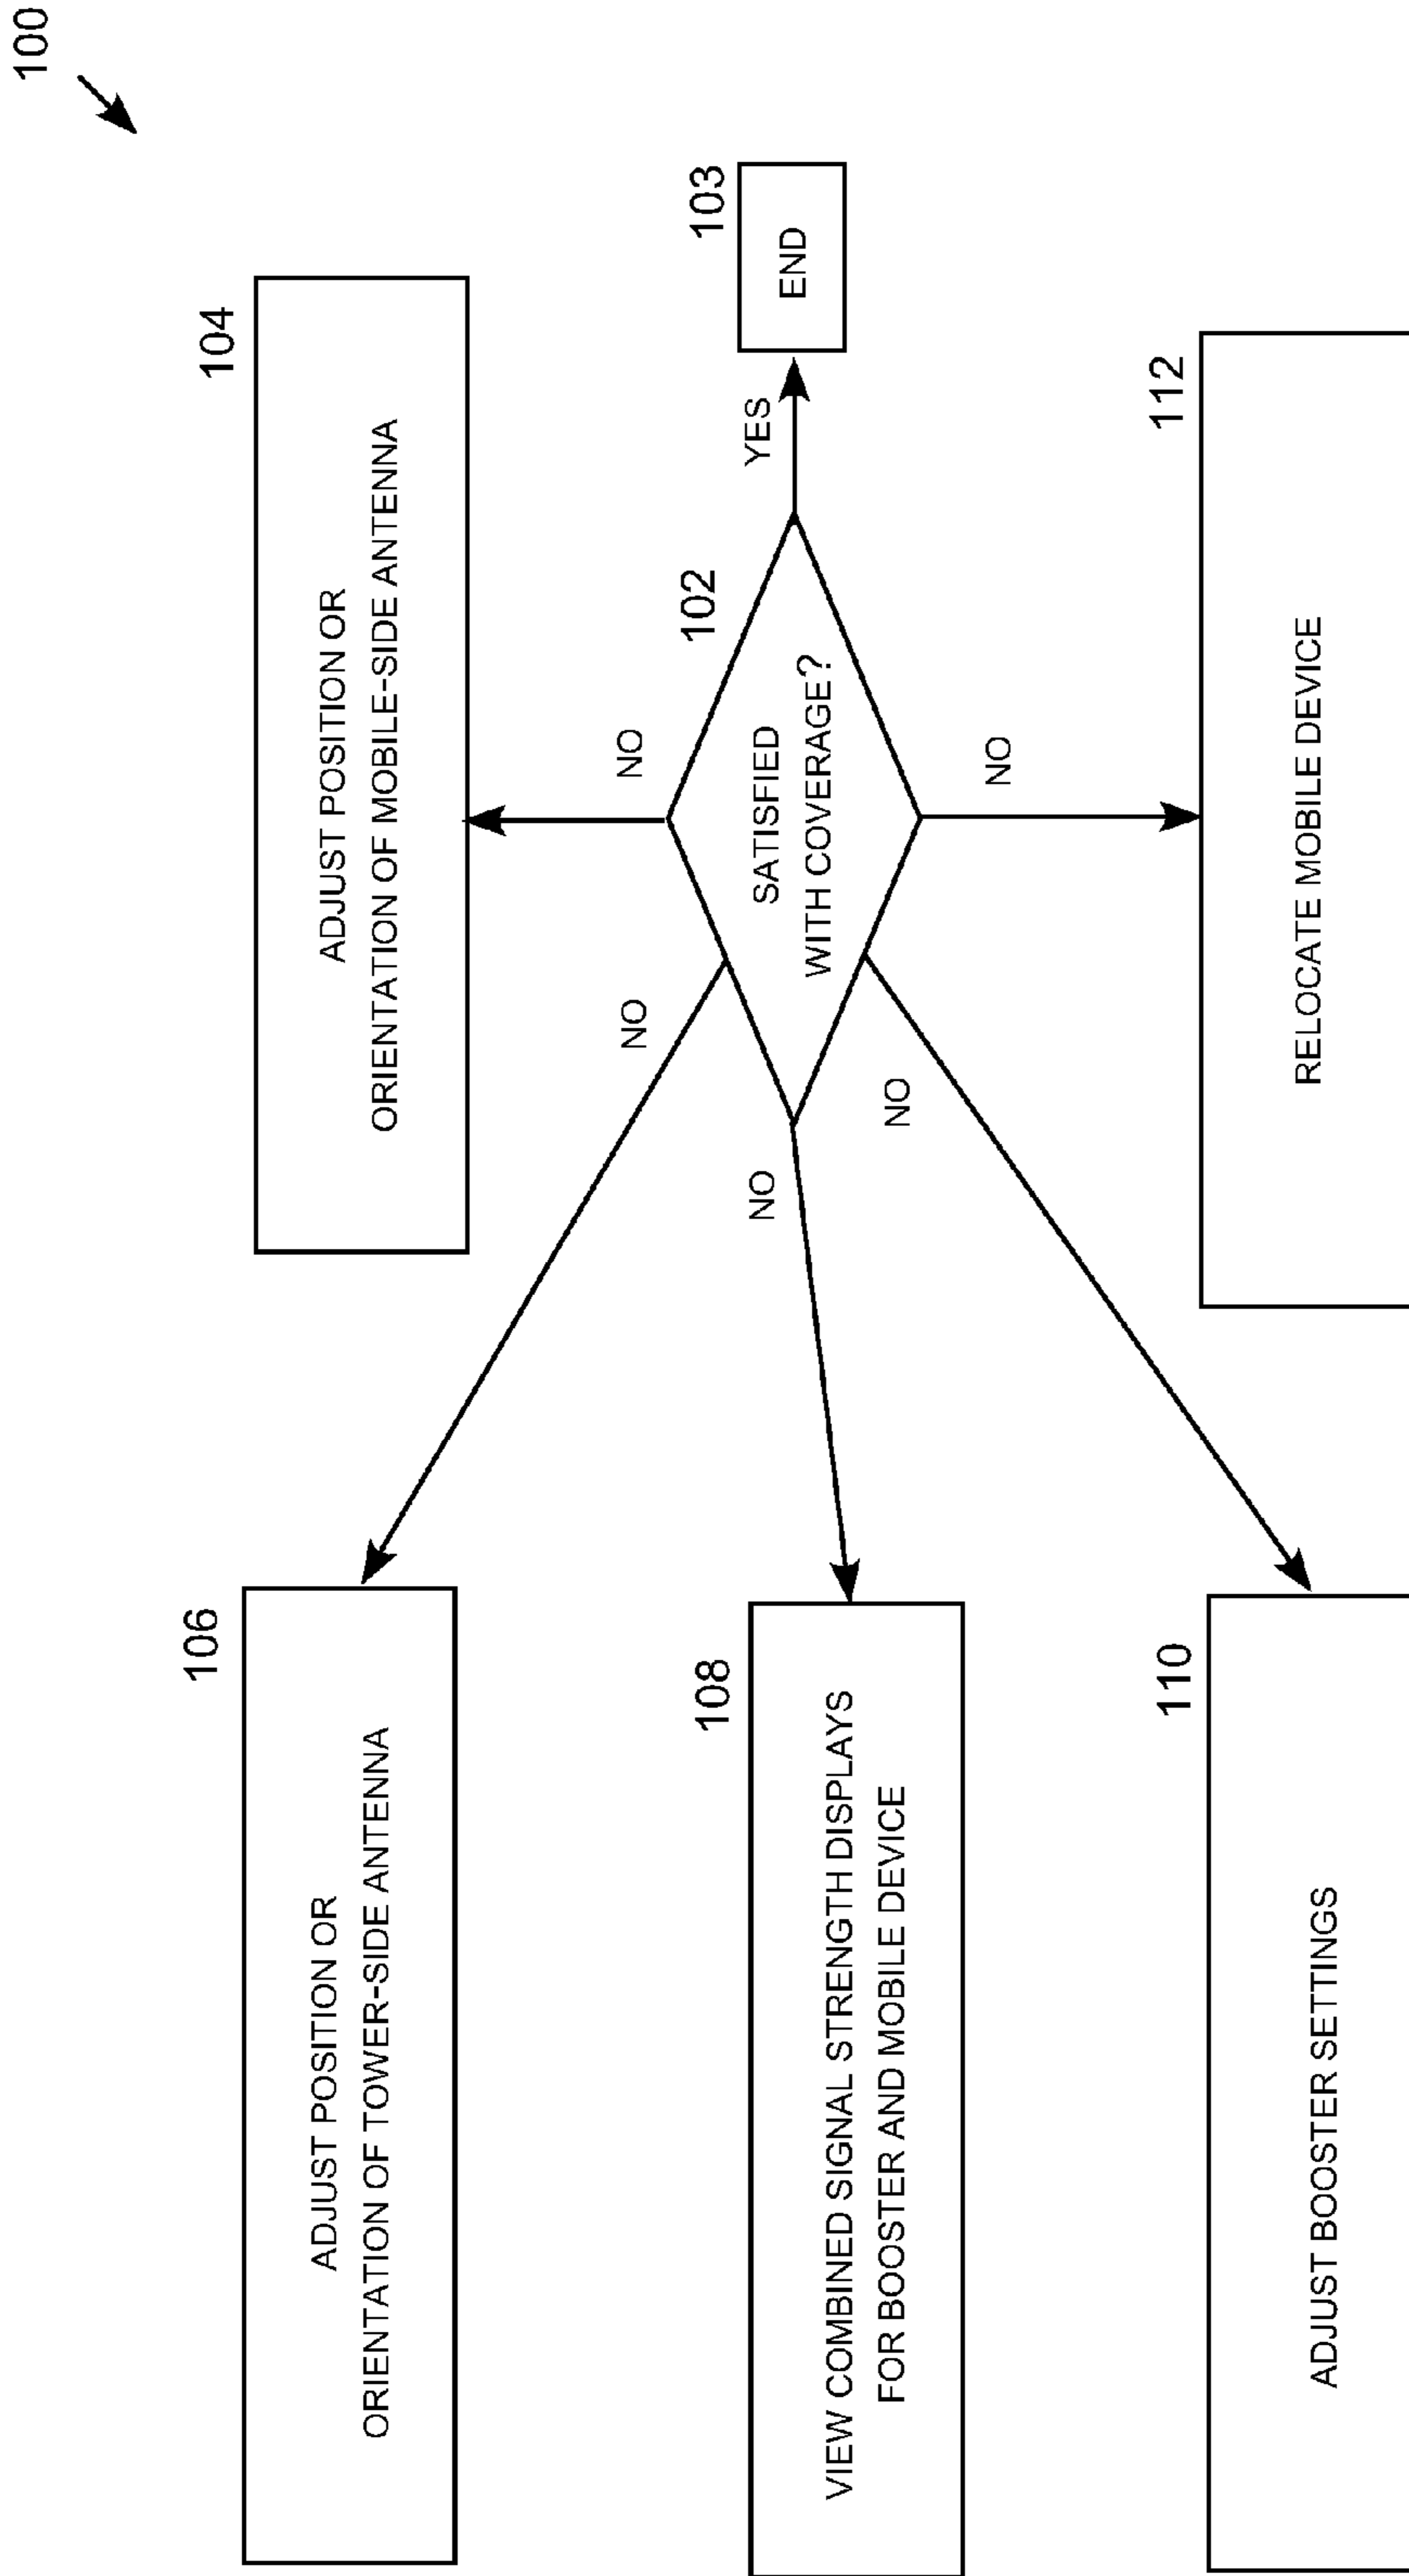 100
104
ADJUST POSITION OR
ORIENTATION OF MOBILE-SIDE ANTENNA
106
ADJUST POSITION OR
ORIENTATION OF TOWER-SIDE ANTENNA
NO
NO
102
SATISFIED
WITH COVERAGE?
YES
103
END
NO
108
VIEW COMBINED SIGNAL STRENGTH DISPLAYS
FOR BOOSTER AND MOBILE DEVICE
NO
NO
110
ADJUST BOOSTER SETTINGS
112
RELOCATE MOBILE DEVICE